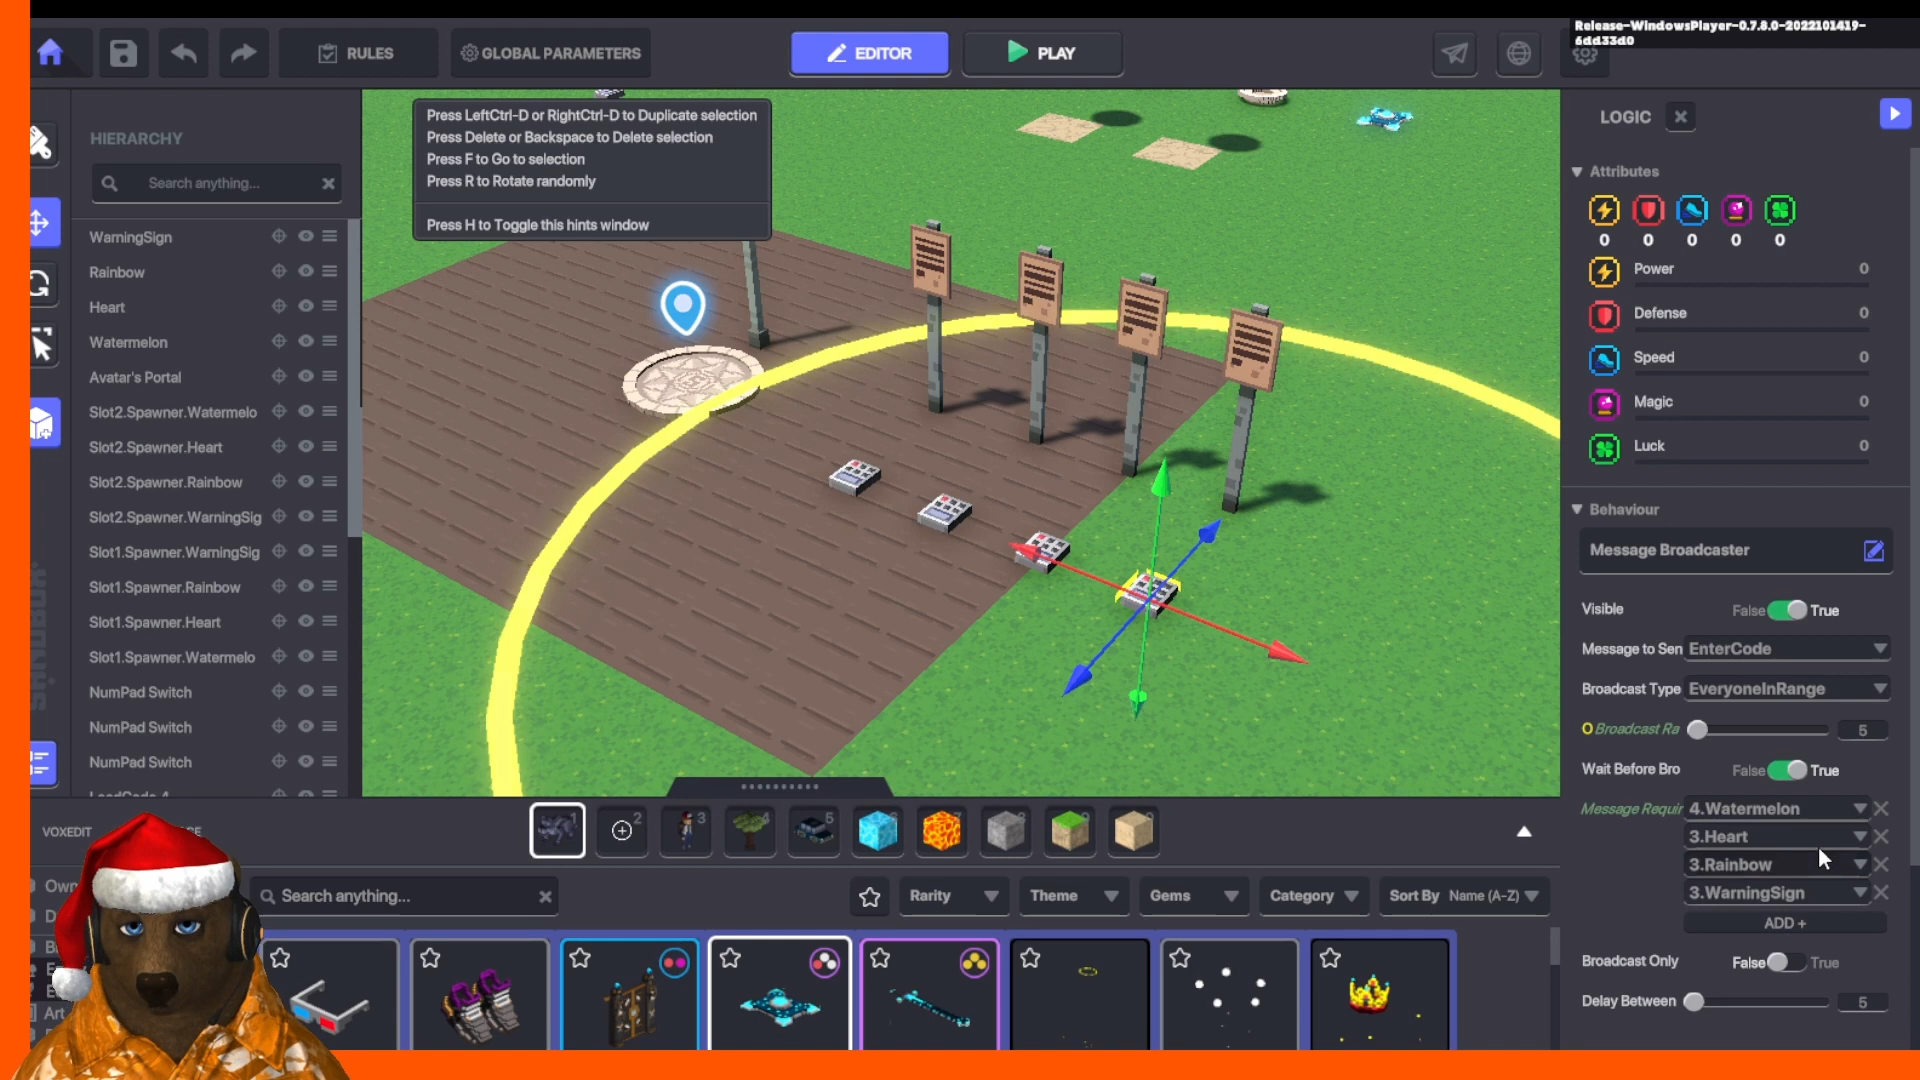 Release-WindowsPlayer-0.7.8.0-2022101419-
6dd33d0
RULES
GLOBAL PARAMETERS
EDITOR
PLAY
HIERARCHY
Search anything...
WarningSign
Rainbow
Heart
Watermelon
Avatar's Portal
Slot2.Spawner.Watermelo
Slot2.Spawner.Heart
Slot2.Spawner.Rainbow
Slot2.Spawner.WarningSig
Slot1.Spawner.WarningSig
Slot1.Spawner.Rainbow
Slot1.Spawner.Heart
Slot1.Spawner.Watermelo
NumPad Switch
NumPad Switch
NumPad Switch
Press LeftCtrl-D or RightCtrl-D to Duplicate selection
Press Delete or Backspace to Delete selection
Press F to Go to selection
Press R to Rotate randomly
Press H to Toggle this hints window
LOGIC
Attributes
0 0 0 0 0
Power 0
Defense 0
Speed 0
Magic 0
Luck 0
Behaviour
Message Broadcaster
Visible False True
Message to Sen EnterCode
Broadcast Type EveryoneInRange
Broadcast Ra 5
Wait Before Bro False True
Message Requir 4.Watermelon
3.Heart
3.Rainbow
3.WarningSign
ADD +
Broadcast Only False True
Delay Between 5
VOXEDIT
2 3 4 5
Own
Search anything...
Rarity
Theme
Gems
Category
Sort By Name (A-Z)
Art